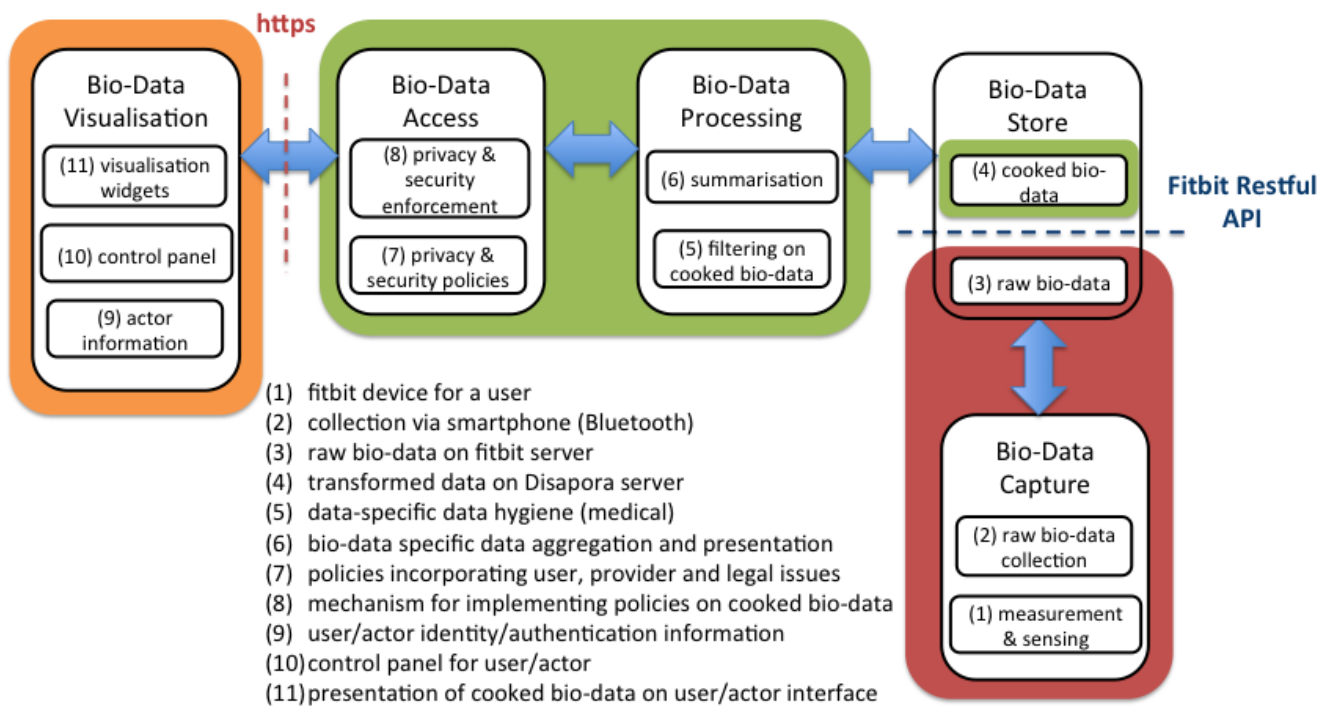 https
Bio-Data
Visualisation
(11) visualisation
widgets
(10) control panel
(9) actor
information
Bio-Data
Access
(8) privacy &
security
enforcement
(7) privacy &
security policies
Bio-Data
Processing
(6) summarisation
(5) filtering on
cooked bio-data
Bio-Data
Store
(4) cooked bio-
data
Fitbit Restful
API
(3) raw bio-data
Bio-Data
Capture
(2) raw bio-data
collection
(1) measurement
& sensing
(1) fitbit device for a user
(2) collection via smartphone (Bluetooth)
(3) raw bio-data on fitbit server
(4) transformed data on Disapora server
(5) data-specific data hygiene (medical)
(6) bio-data specific data aggregation and presentation
(7) policies incorporating user, provider and legal issues
(8) mechanism for implementing policies on cooked bio-data
(9) user/actor identity/authentication information
(10) control panel for user/actor
(11) presentation of cooked bio-data on user/actor interface